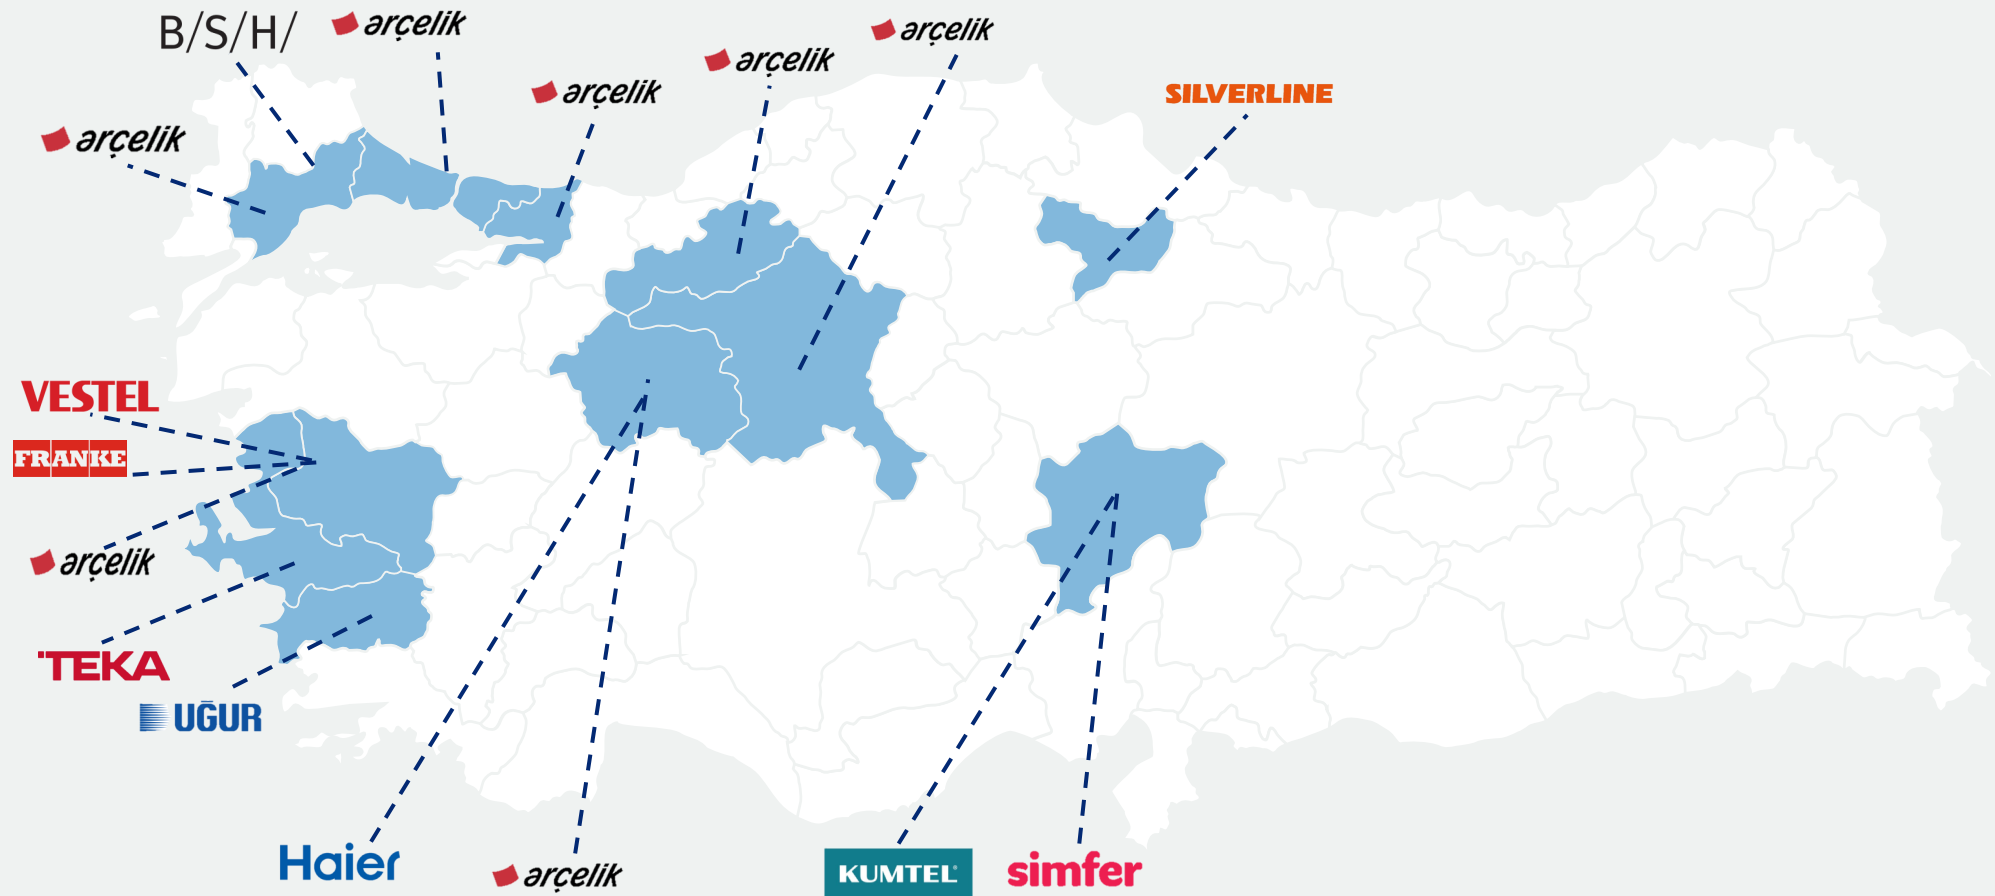 B/S/H/
arçelik
arçelik
arçelik
arçelik
arçelik
SILVERLINE
VESTEL
FRANKE
arçelik
TEKA
UĞUR
Haier
arçelik
KUMTEL
simfer